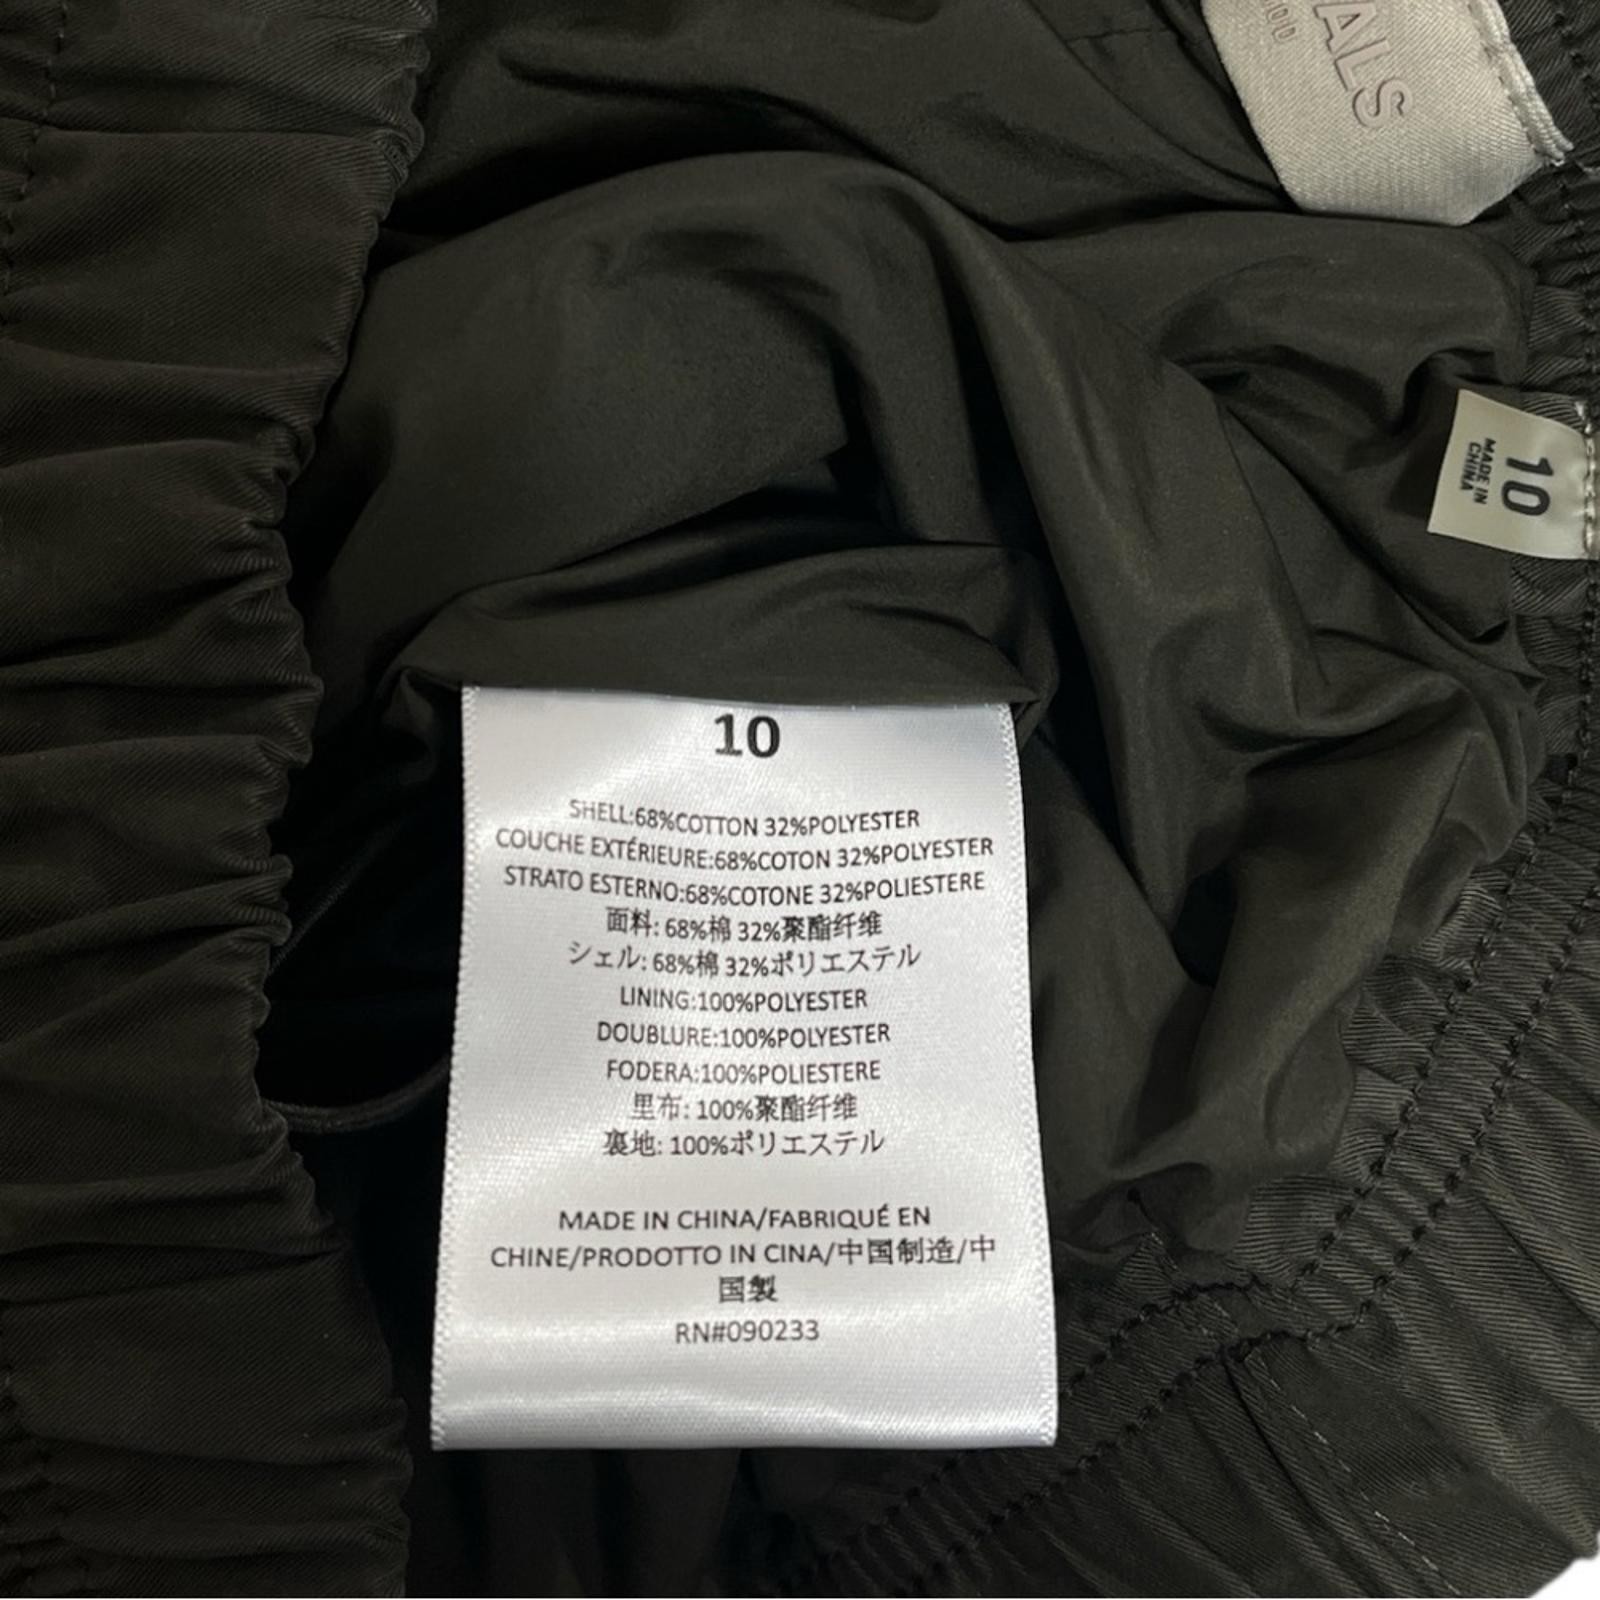 ALS
10
MADE IN
CHINA
10
SHELL:68%COTTON 32%POLYESTER
COUCHE EXTÉRIEURE:68%COTON 32%POLYESTER
STRATO ESTERNO:68%COTONE 32%POLIESTERE
面料: 68%棉 32%聚酯纤维
シェル: 68%棉 32%ポリエステル
LINING:100%POLYESTER
DOUBLURE:100%POLYESTER
FODERA:100%POLIESTERE
里布: 100%聚酯纤维
裏地: 100%ポリエステル
MADE IN CHINA/FABRIQUÉ EN
CHINE/PRODOTTO IN CINA/中国制造/中
国製
RN#090233